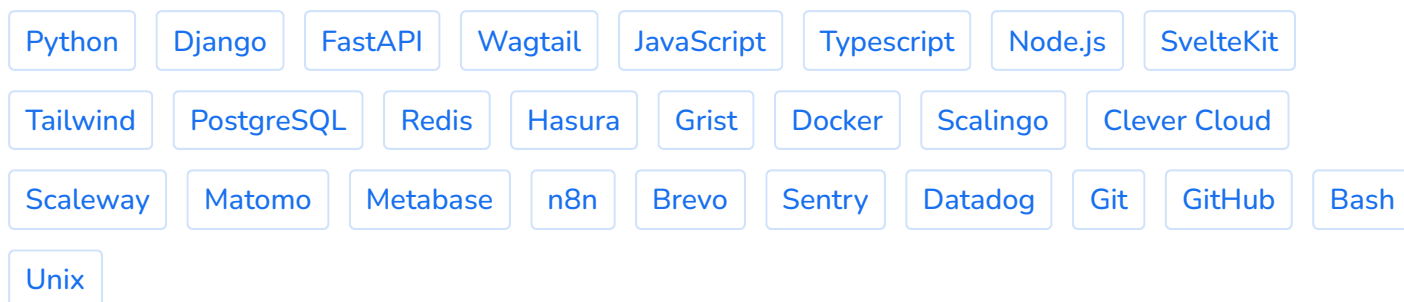 Python Django FastAPI Wagtail JavaScript Typescript Node.js SvelteKit
Tailwind PostgreSQL Redis Hasura Grist Docker Scalingo Clever Cloud
Scaleway Matomo Metabase n8n Brevo Sentry Datadog Git GitHub Bash
Unix